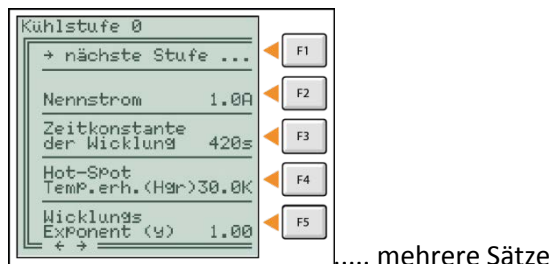 Kühlstufe 0
→ nächste Stufe ...
F1
Nennstrom 1.0A
F2
Zeitkonstante
der Wicklung 420s
F3
Hot-Spot
Temp.erh.(Hgr)30.0K
F4
Wicklungs
Exponent (y) 1.00
F5
← →
..... mehrere Sätze